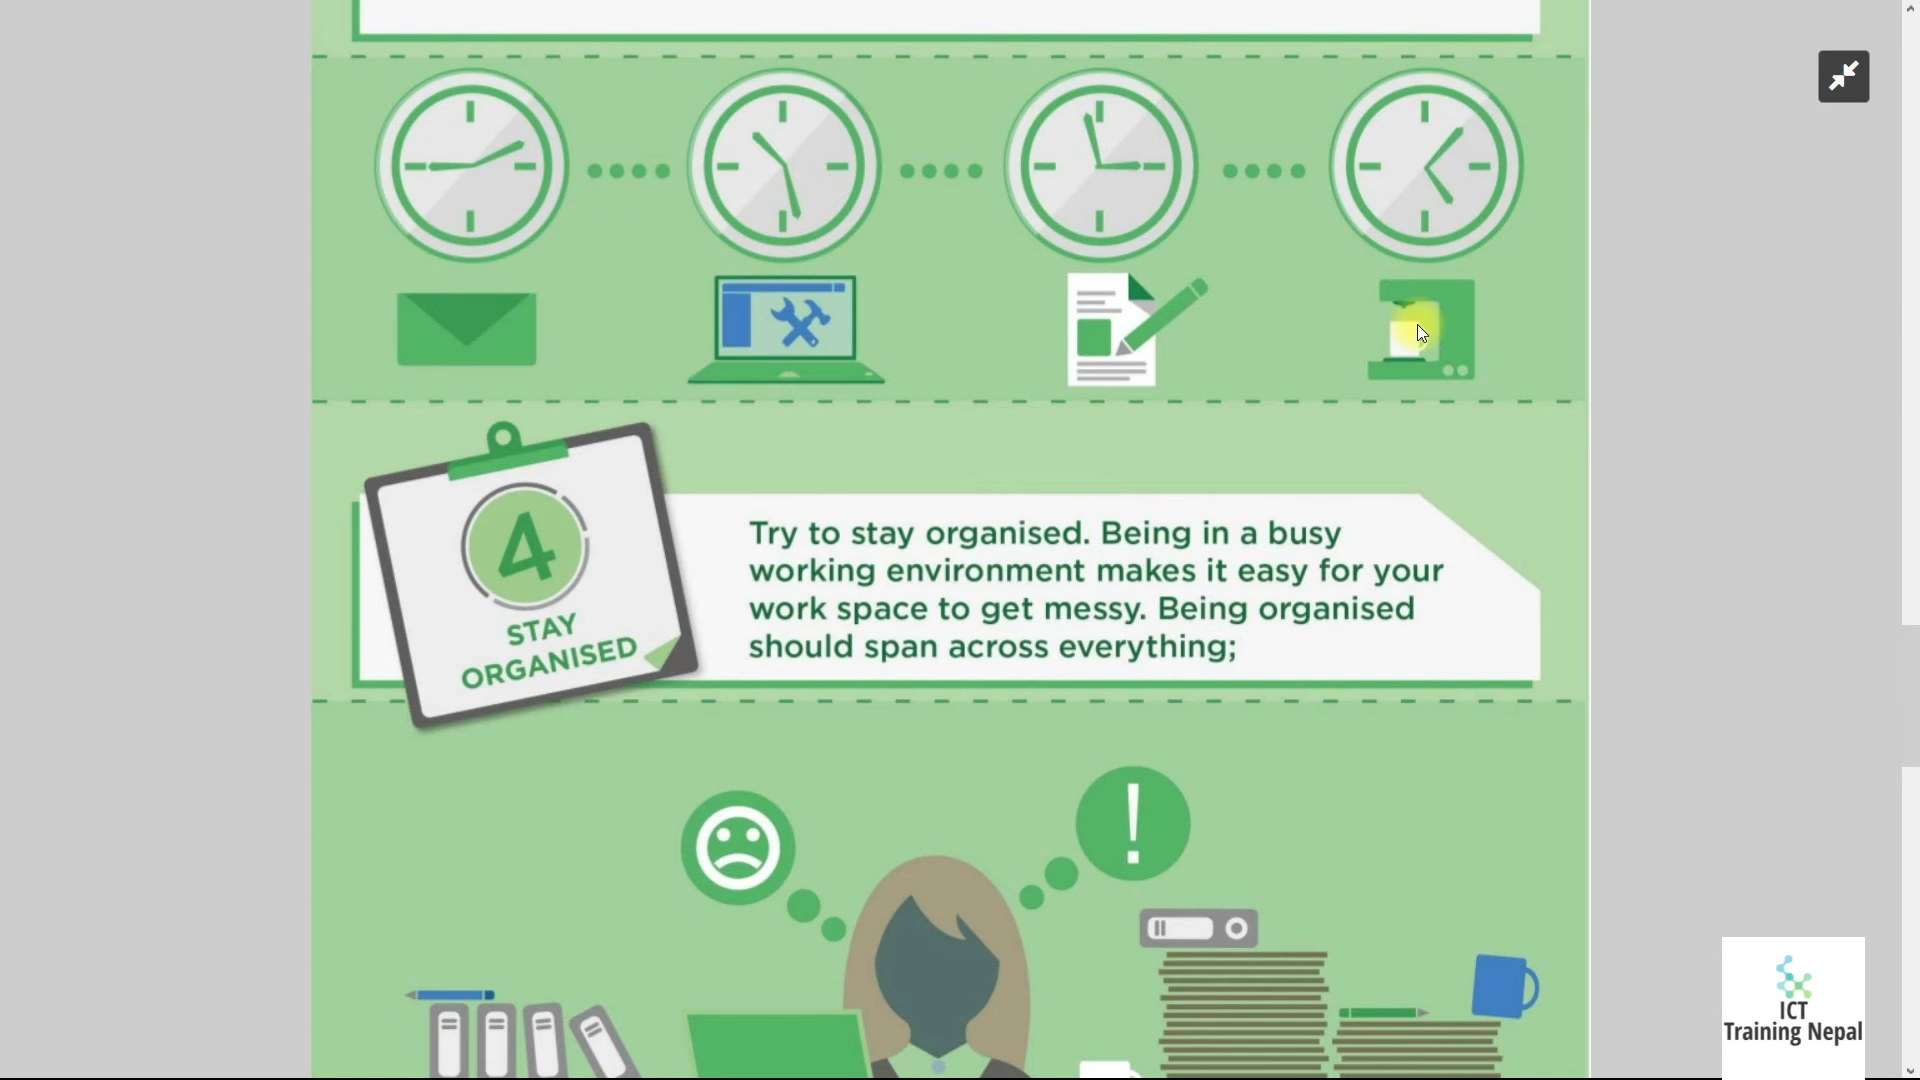 4
STAY
ORGANISED
Try to stay organised. Being in a busy
working environment makes it easy for your
work space to get messy. Being organised
should span across everything;
!
ICT
Training Nepal